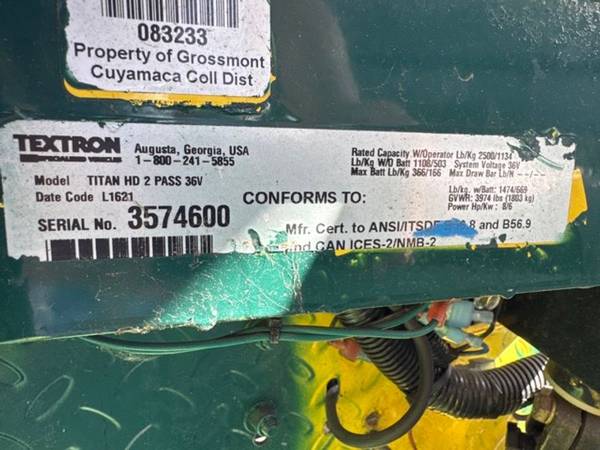 083233
Property of Grossmont
Cuyamaca Coll Dist
TEXTRON
SPECIALIZED VEHICLES
Augusta, Georgia, USA
1-800-241-5855
Model TITAN HD 2 PASS 36V
Date Code L1621
SERIAL No. 3574600
CONFORMS TO:
Rated Capacity W/Operator Lb/Kg 2500/1134
Lb/Kg W/O Batt 1108/503 System Voltage 36V
Max Batt Lb/Kg 366/166 Max Draw Bar Lb/N --/--
Lb/kg. w/Batt: 1474/669
GVWR: 3974 lbs (1803 kg)
Power Hp/Kw: 8/6
Mfr. Cert. to ANSI/ITSDF 8 and B56.9
and CAN ICES-2/NMB-2